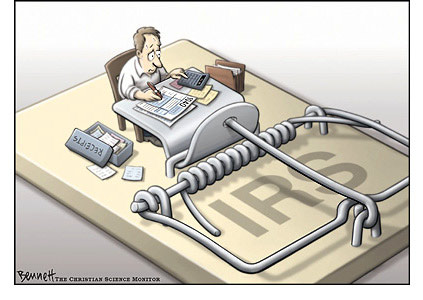 RECEIPTS
IRS
Bennett THE CHRISTIAN SCIENCE MONITOR